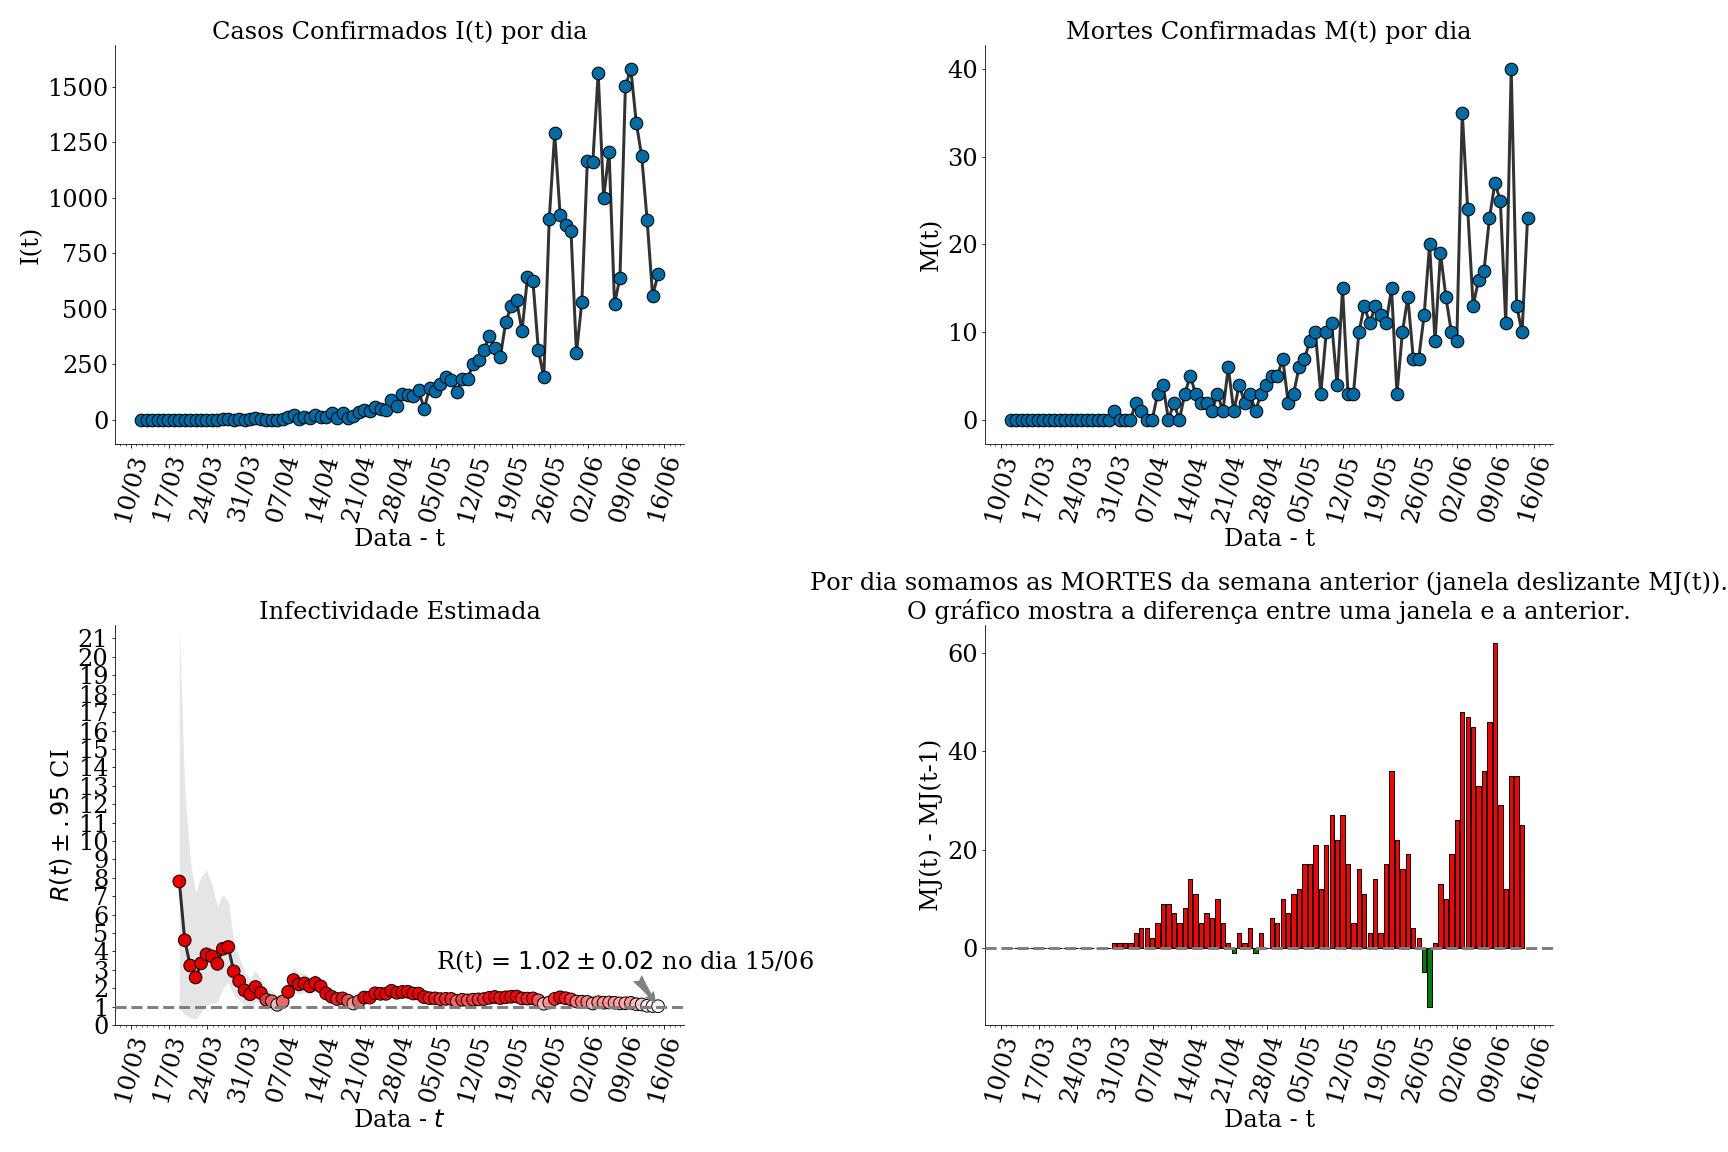 Casos Confirmados I(t) por dia
I(t)
1500
1250
1000
750
500
250
0
10/03 17/03 24/03 31/03 07/04 14/04 21/04 28/04 05/05 12/05 19/05 26/05 02/06 09/06 16/06
Data - t
Mortes Confirmadas M(t) por dia
M(t)
40
30
20
10
0
10/03 17/03 24/03 31/03 07/04 14/04 21/04 28/04 05/05 12/05 19/05 26/05 02/06 09/06 16/06
Data - t
Infectividade Estimada
R(t) ± .95 CI
21
20
19
18
17
16
15
14
13
12
11
10
9
8
7
6
5
4
3
2
1
0
R(t) = 1.02 ± 0.02 no dia 15/06
10/03 17/03 24/03 31/03 07/04 14/04 21/04 28/04 05/05 12/05 19/05 26/05 02/06 09/06 16/06
Data - t
Por dia somamos as MORTES da semana anterior (janela deslizante MJ(t)).
O gráfico mostra a diferença entre uma janela e a anterior.
MJ(t) - MJ(t-1)
60
40
20
0
10/03 17/03 24/03 31/03 07/04 14/04 21/04 28/04 05/05 12/05 19/05 26/05 02/06 09/06 16/06
Data - t